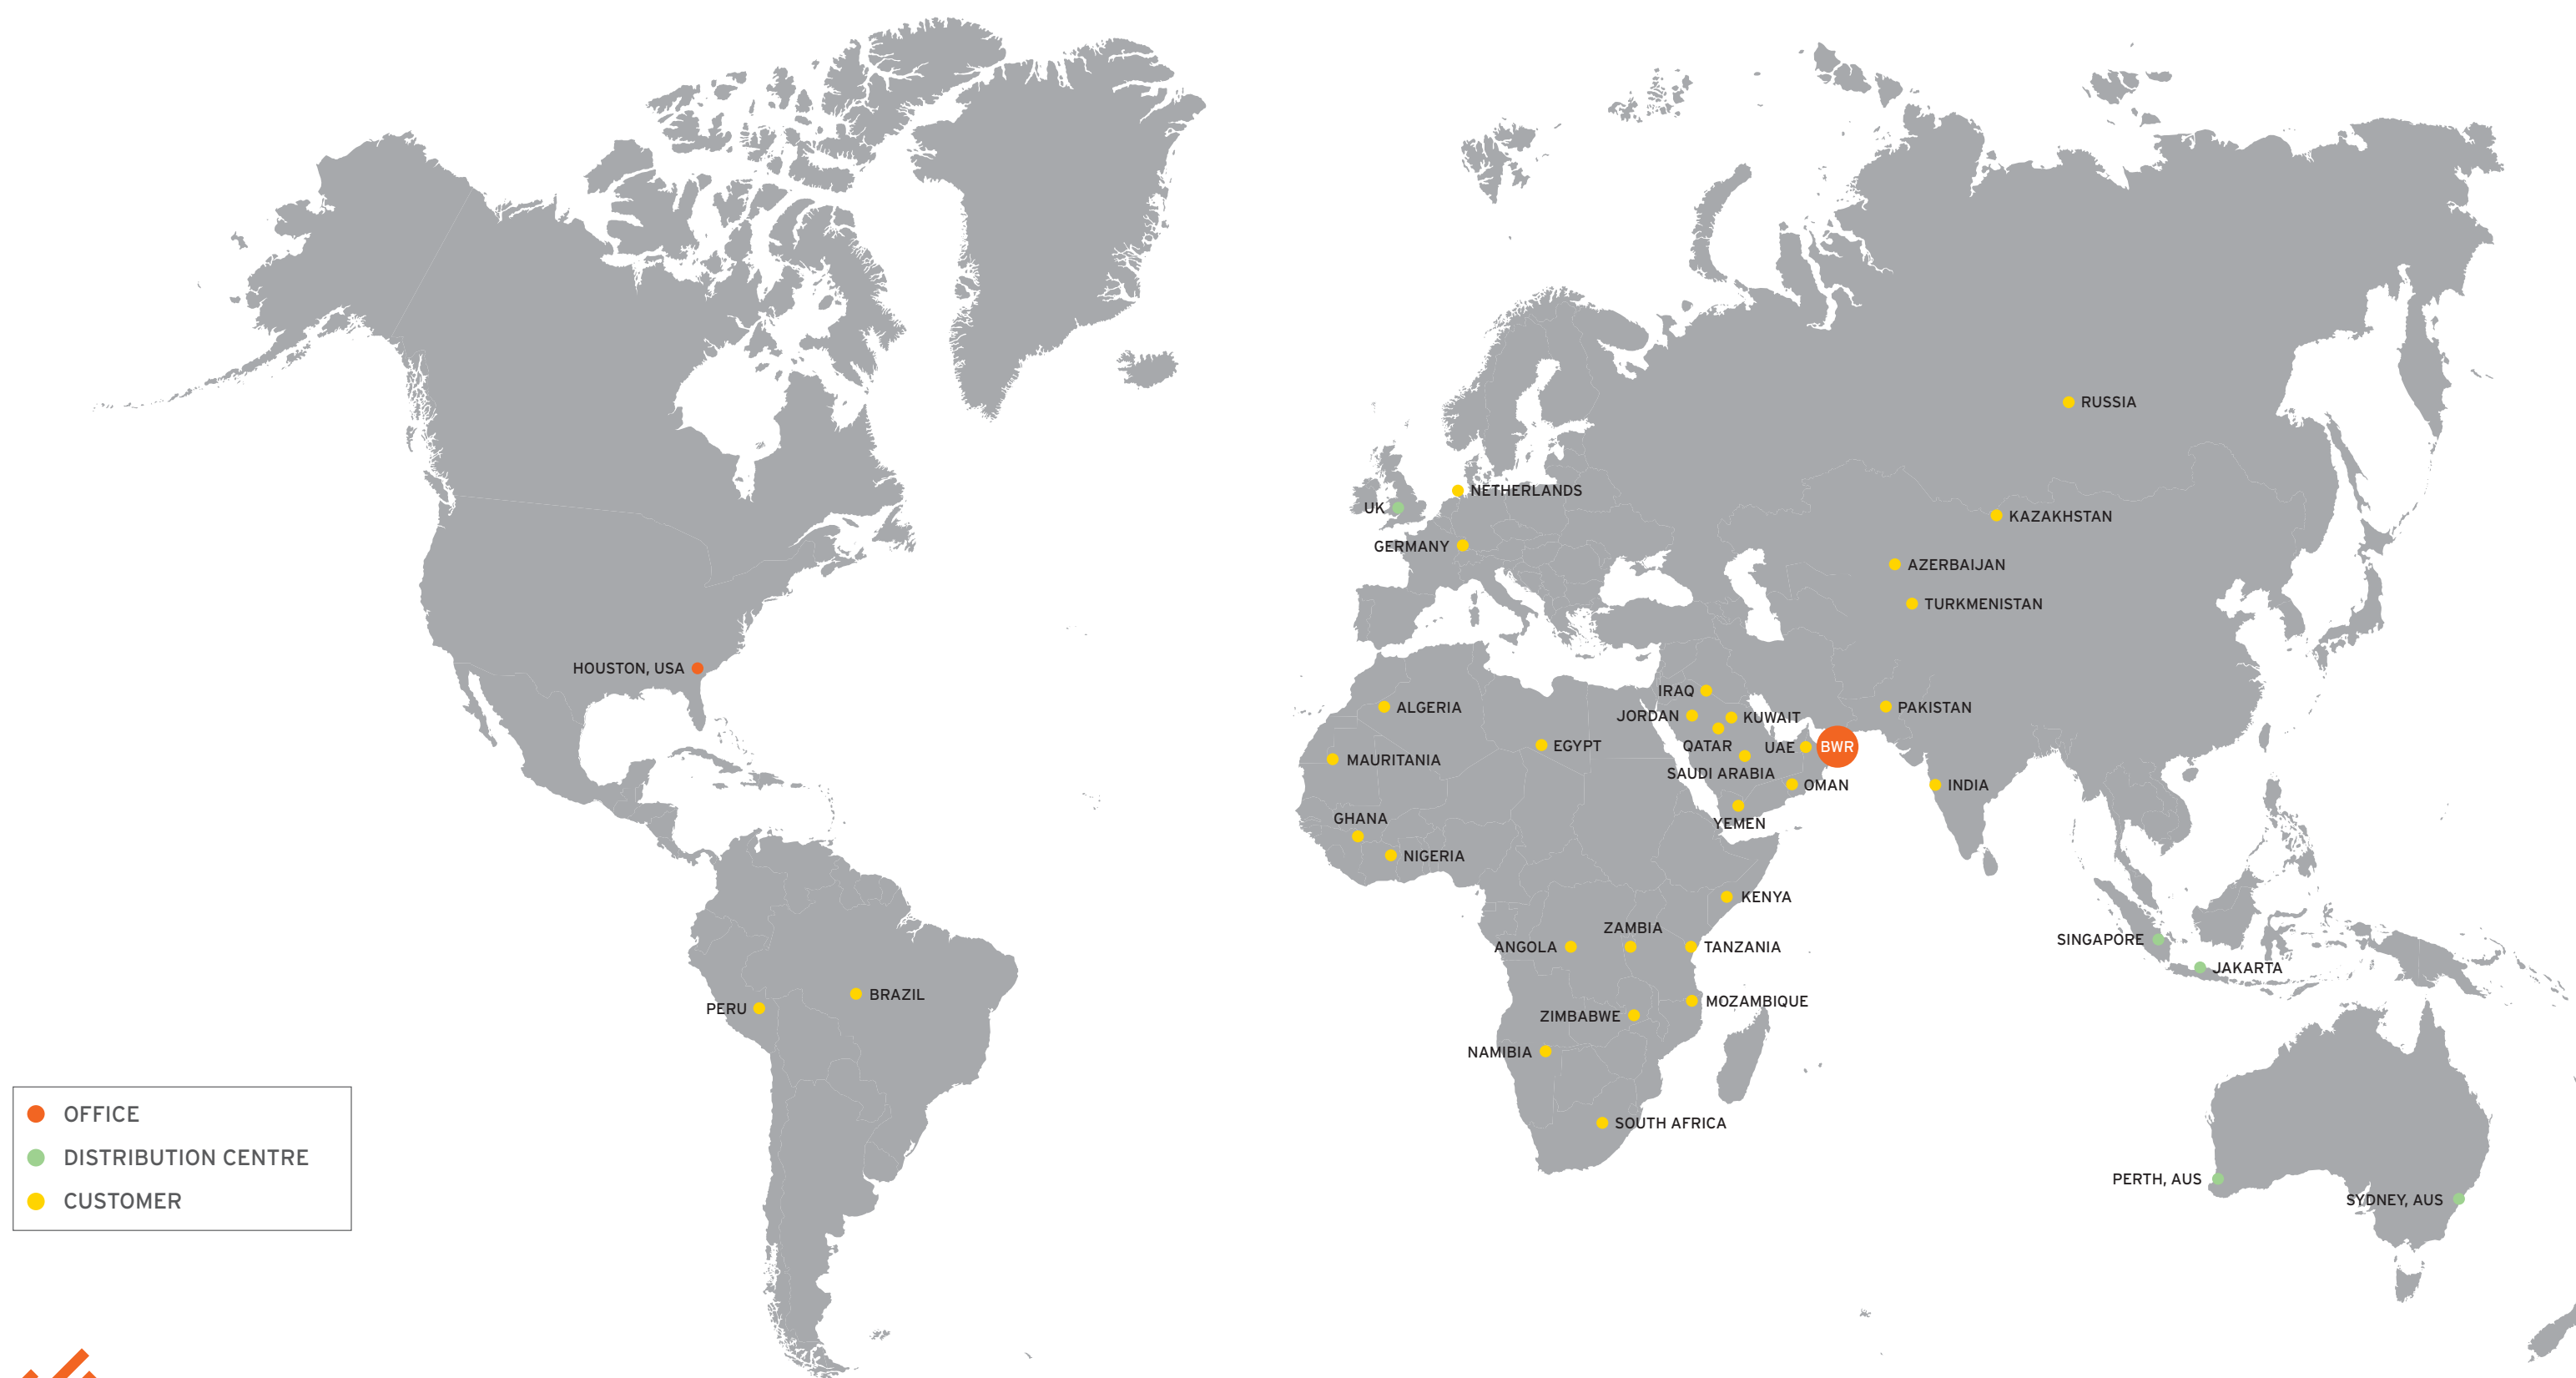 RUSSIA
NETHERLANDS
UK
KAZAKHSTAN
GERMANY
AZERBAIJAN
TURKMENISTAN
HOUSTON, USA
IRAQ
ALGERIA
JORDAN
KUWAIT
PAKISTAN
EGYPT
QATAR
UAE
BWR
MAURITANIA
SAUDI ARABIA
OMAN
INDIA
GHANA
YEMEN
NIGERIA
KENYA
ZAMBIA
ANGOLA
TANZANIA
SINGAPORE
JAKARTA
BRAZIL
PERU
MOZAMBIQUE
ZIMBABWE
NAMIBIA
SOUTH AFRICA
PERTH, AUS
SYDNEY, AUS
OFFICE
DISTRIBUTION CENTRE
CUSTOMER